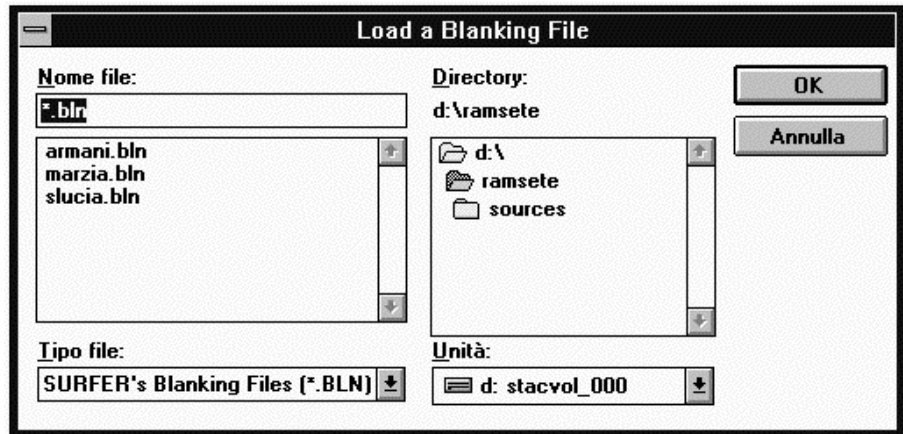 Load a Blanking File
Nome file:
*.bln
armani.bln
marzia.bln
slucia.bln
Tipo file:
SURFER's Blanking Files (*.BLN)
Directory:
d:\ramsete
d:\
ramsete
sources
Unità:
d: stacvol_000
OK
Annulla